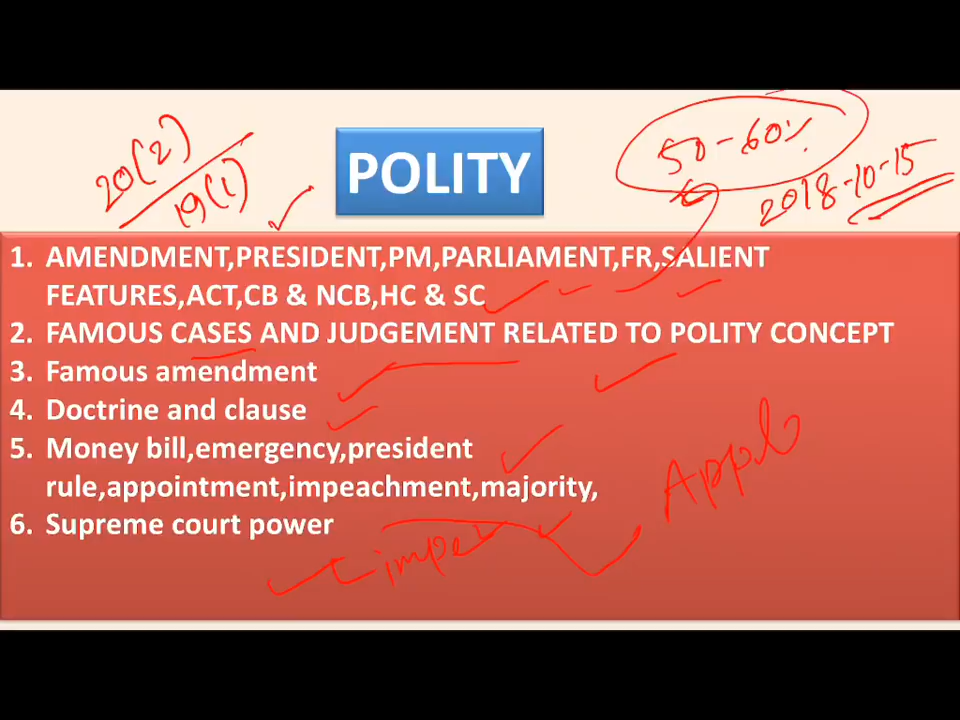 50-60%
20(2)
19(1)
POLITY
2018-10-15
1. AMENDMENT,PRESIDENT,PM,PARLIAMENT,FR,SALIENT
FEATURES,ACT,CB & NCB,HC & SC
2. FAMOUS CASES AND JUDGEMENT RELATED TO POLITY CONCEPT
3. Famous amendment
4. Doctrine and clause
5. Money bill,emergency,president
rule,appointment,impeachment,majority,
6. Supreme court power